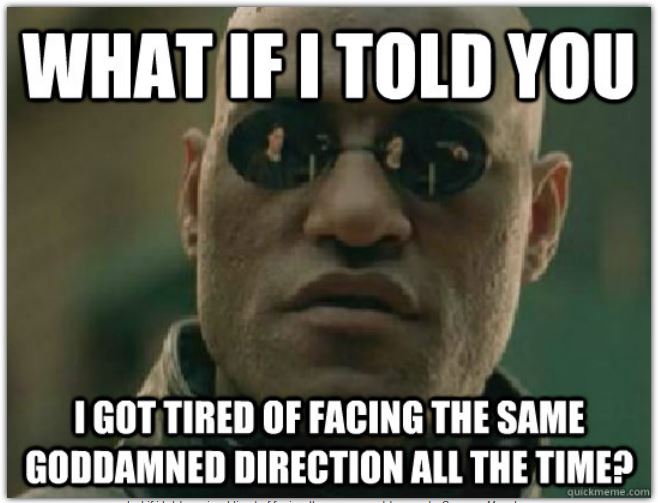 WHAT IF I TOLD YOU
I GOT TIRED OF FACING THE SAME
GODDAMNED DIRECTION ALL THE TIME?
quickmeme.com